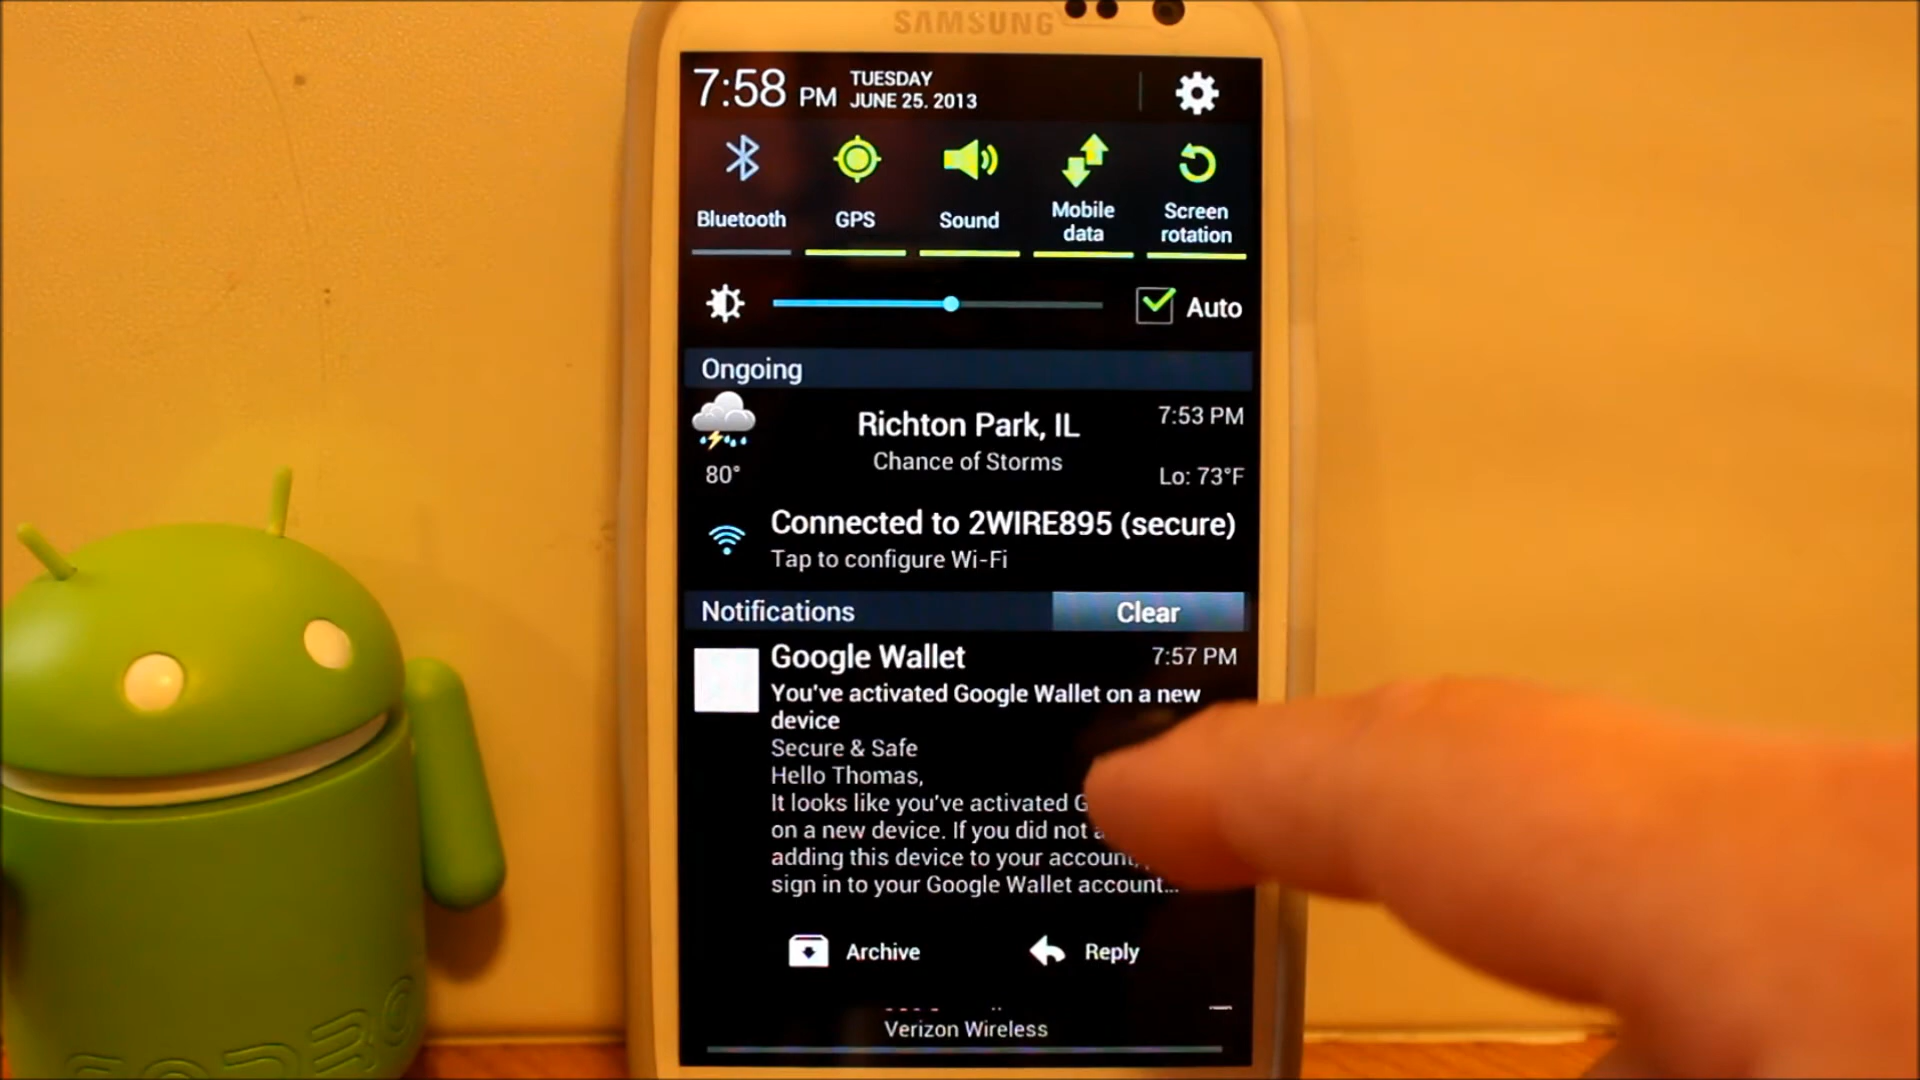 SAMSUNG
7:58 PM
TUESDAY
JUNE 25. 2013
Bluetooth
GPS
Sound
Mobile
data
Screen
rotation
Auto
Ongoing
Richton Park, IL
7:53 PM
Chance of Storms
80°
Lo: 73°F
Connected to 2WIRE895 (secure)
Tap to configure Wi-Fi
Notifications
Clear
Google Wallet
7:57 PM
You've activated Google Wallet on a new
device
Secure & Safe
Hello Thomas,
It looks like you've activated
on a new device. If you did not
adding this device to your account,
sign in to your Google Wallet account...
Archive
Reply
Verizon Wireless